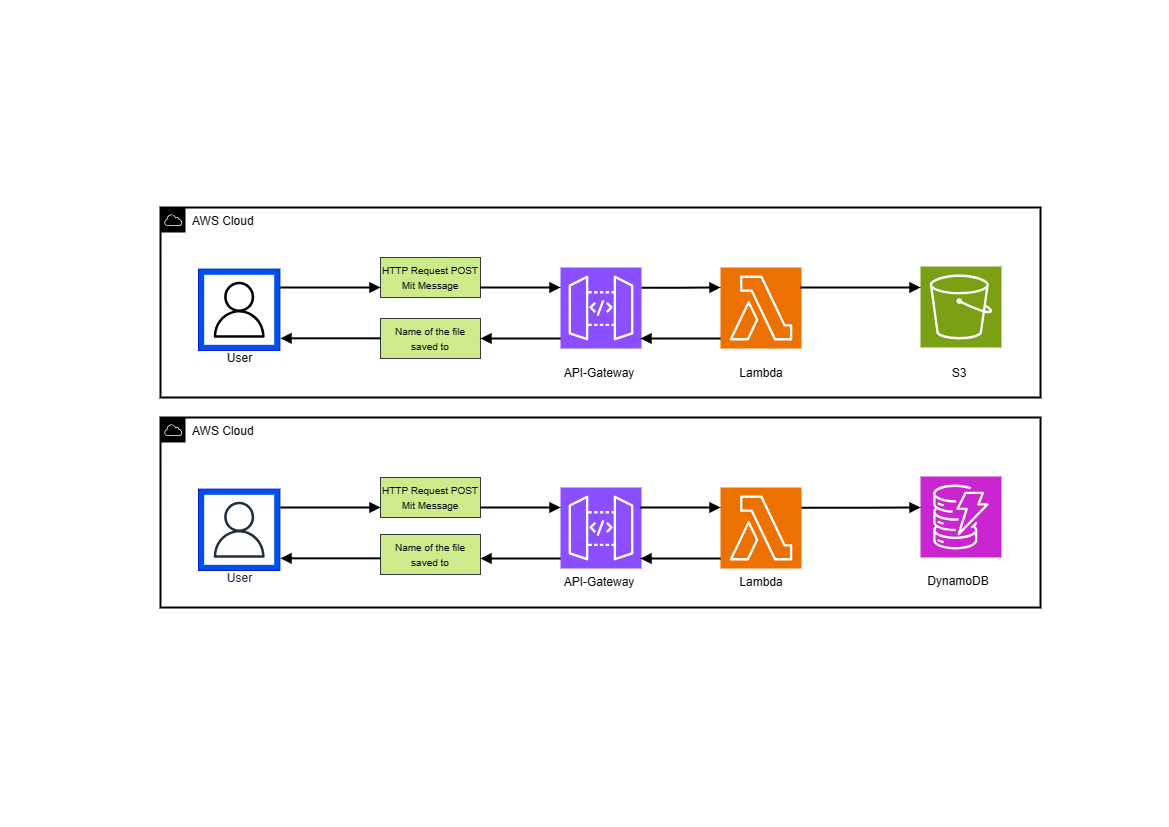 AWS Cloud
HTTP Request POST
Mit Message
Name of the file
saved to
User
API-Gateway
Lambda
S3
AWS Cloud
HTTP Request POST
Mit Message
</>
Name of the file
saved to
User
API-Gateway
Lambda
DynamoDB